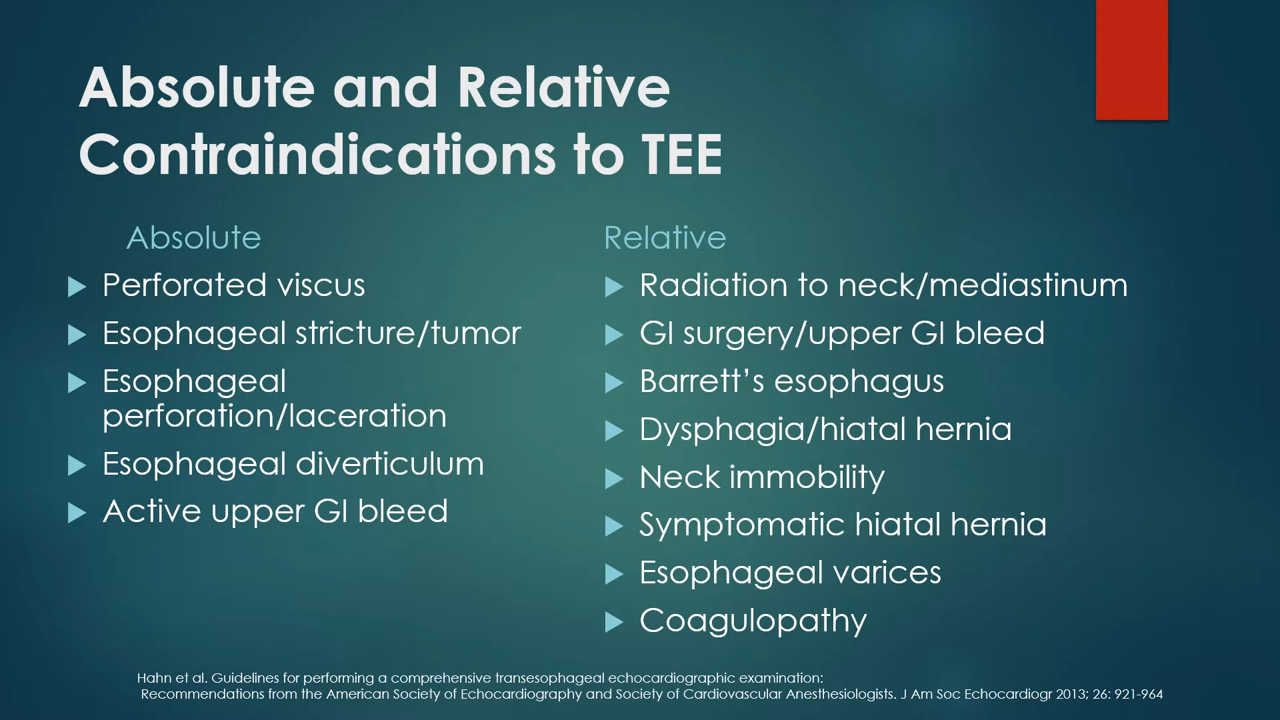 Absolute and Relative
Contraindications to TEE
Absolute
Perforated viscus
Esophageal stricture/tumor
Esophageal
perforation/laceration
Esophageal diverticulum
Active upper GI bleed
Relative
Radiation to neck/mediastinum
GI surgery/upper GI bleed
Barrett’s esophagus
Dysphagia/hiatal hernia
Neck immobility
Symptomatic hiatal hernia
Esophageal varices
Coagulopathy
Hahn et al. Guidelines for performing a comprehensive transesophageal echocardiographic examination:
Recommendations from the American Society of Echocardiography and Society of Cardiovascular Anesthesiologists. J Am Soc Echocardiogr 2013; 26: 921-964